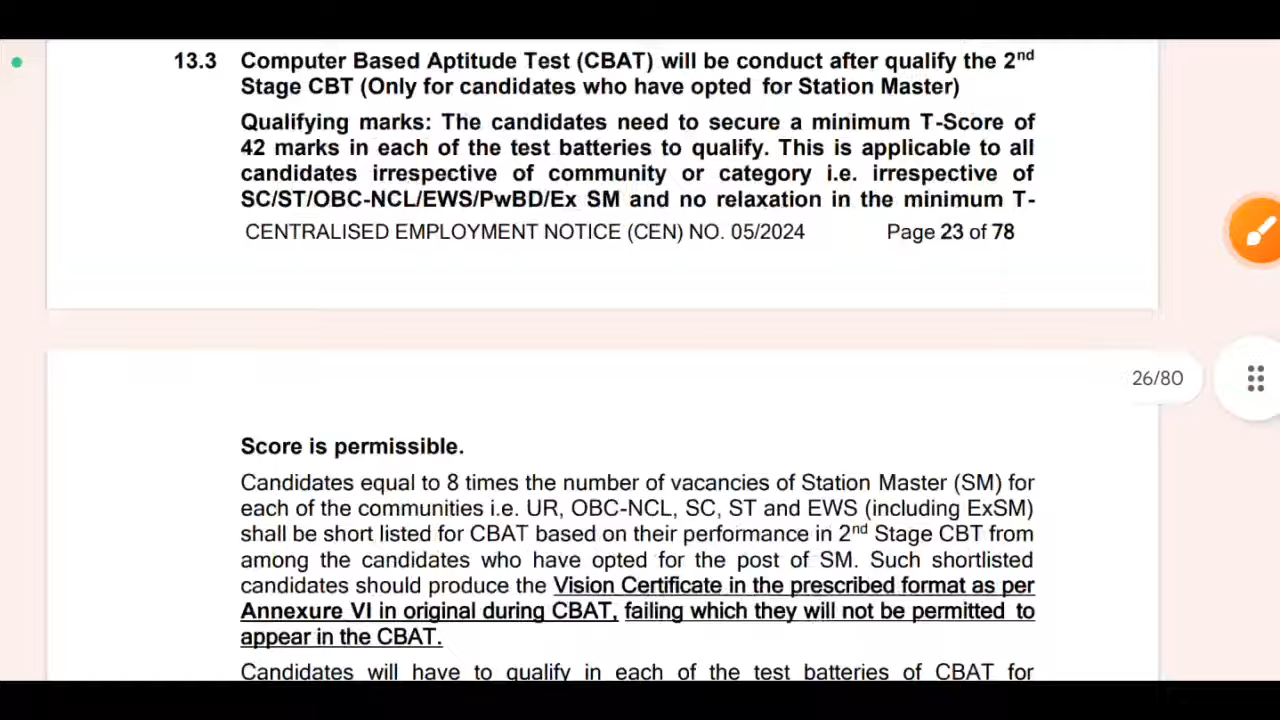 13.3 Computer Based Aptitude Test (CBAT) will be conduct after qualify the 2nd
Stage CBT (Only for candidates who have opted for Station Master)
Qualifying marks: The candidates need to secure a minimum T-Score of
42 marks in each of the test batteries to qualify. This is applicable to all
candidates irrespective of community or category i.e. irrespective of
SC/ST/OBC-NCL/EWS/PwBD/Ex SM and no relaxation in the minimum T-
CENTRALISED EMPLOYMENT NOTICE (CEN) NO. 05/2024 Page 23 of 78
26/80
Score is permissible.
Candidates equal to 8 times the number of vacancies of Station Master (SM) for
each of the communities i.e. UR, OBC-NCL, SC, ST and EWS (including ExSM)
shall be short listed for CBAT based on their performance in 2nd Stage CBT from
among the candidates who have opted for the post of SM. Such shortlisted
candidates should produce the Vision Certificate in the prescribed format as per
Annexure VI in original during CBAT, failing which they will not be permitted to
appear in the CBAT.
Candidates will have to qualify in each of the test batteries of CBAT for